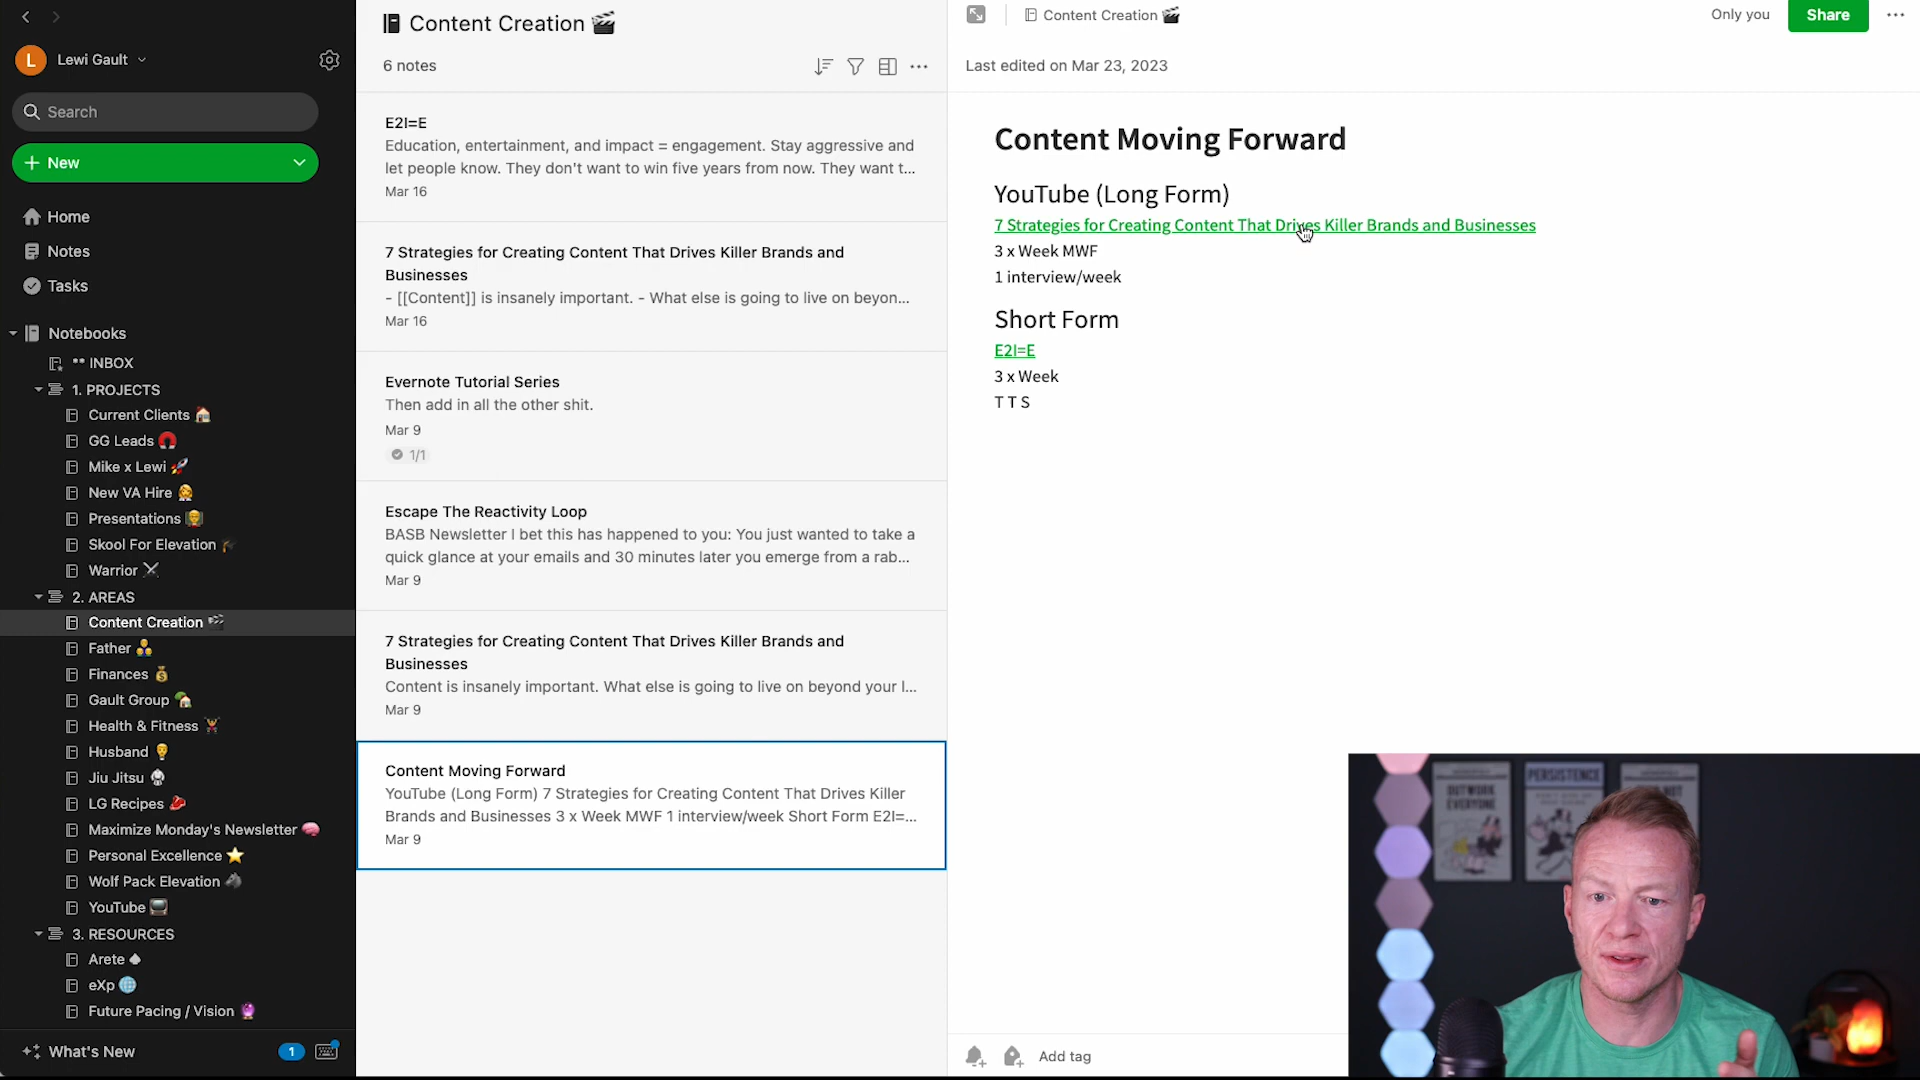 L Lewi Gault
Search
New
Home
Notes
Tasks
Notebooks
** INBOX
1. PROJECTS
Current Clients
GG Leads
Mike x Lewi
New VA Hire
Presentations
Skool For Elevation
Warrior
2. AREAS
Content Creation
Father
Finances
Gault Group
Health & Fitness
Husband
Jiu Jitsu
LG Recipes
Maximize Monday's Newsletter
Personal Excellence
Wolf Pack Elevation
YouTube
3. RESOURCES
Arete
eXp
Future Pacing / Vision
What's New 1
Content Creation
6 notes
E2I=E
Education, entertainment, and impact = engagement. Stay aggressive and
let people know. They don't want to win five years from now. They want t...
Mar 16
7 Strategies for Creating Content That Drives Killer Brands and
Businesses
- [[Content]] is insanely important. - What else is going to live on beyon...
Mar 16
Evernote Tutorial Series
Then add in all the other shit.
Mar 9
1/1
Escape The Reactivity Loop
BASB Newsletter I bet this has happened to you: You just wanted to take a
quick glance at your emails and 30 minutes later you emerge from a rab...
Mar 9
7 Strategies for Creating Content That Drives Killer Brands and
Businesses
Content is insanely important. What else is going to live on beyond your l...
Mar 9
Content Moving Forward
YouTube (Long Form) 7 Strategies for Creating Content That Drives Killer
Brands and Businesses 3 x Week MWF 1 interview/week Short Form E2I=...
Mar 9
Content Creation
Only you
Share
Last edited on Mar 23, 2023
Content Moving Forward
YouTube (Long Form)
7 Strategies for Creating Content That Drives Killer Brands and Businesses
3 x Week MWF
1 interview/week
Short Form
E2I=E
3 x Week
T T S
Add tag
OUTWORK
EVERYONE
PERSISTENCE